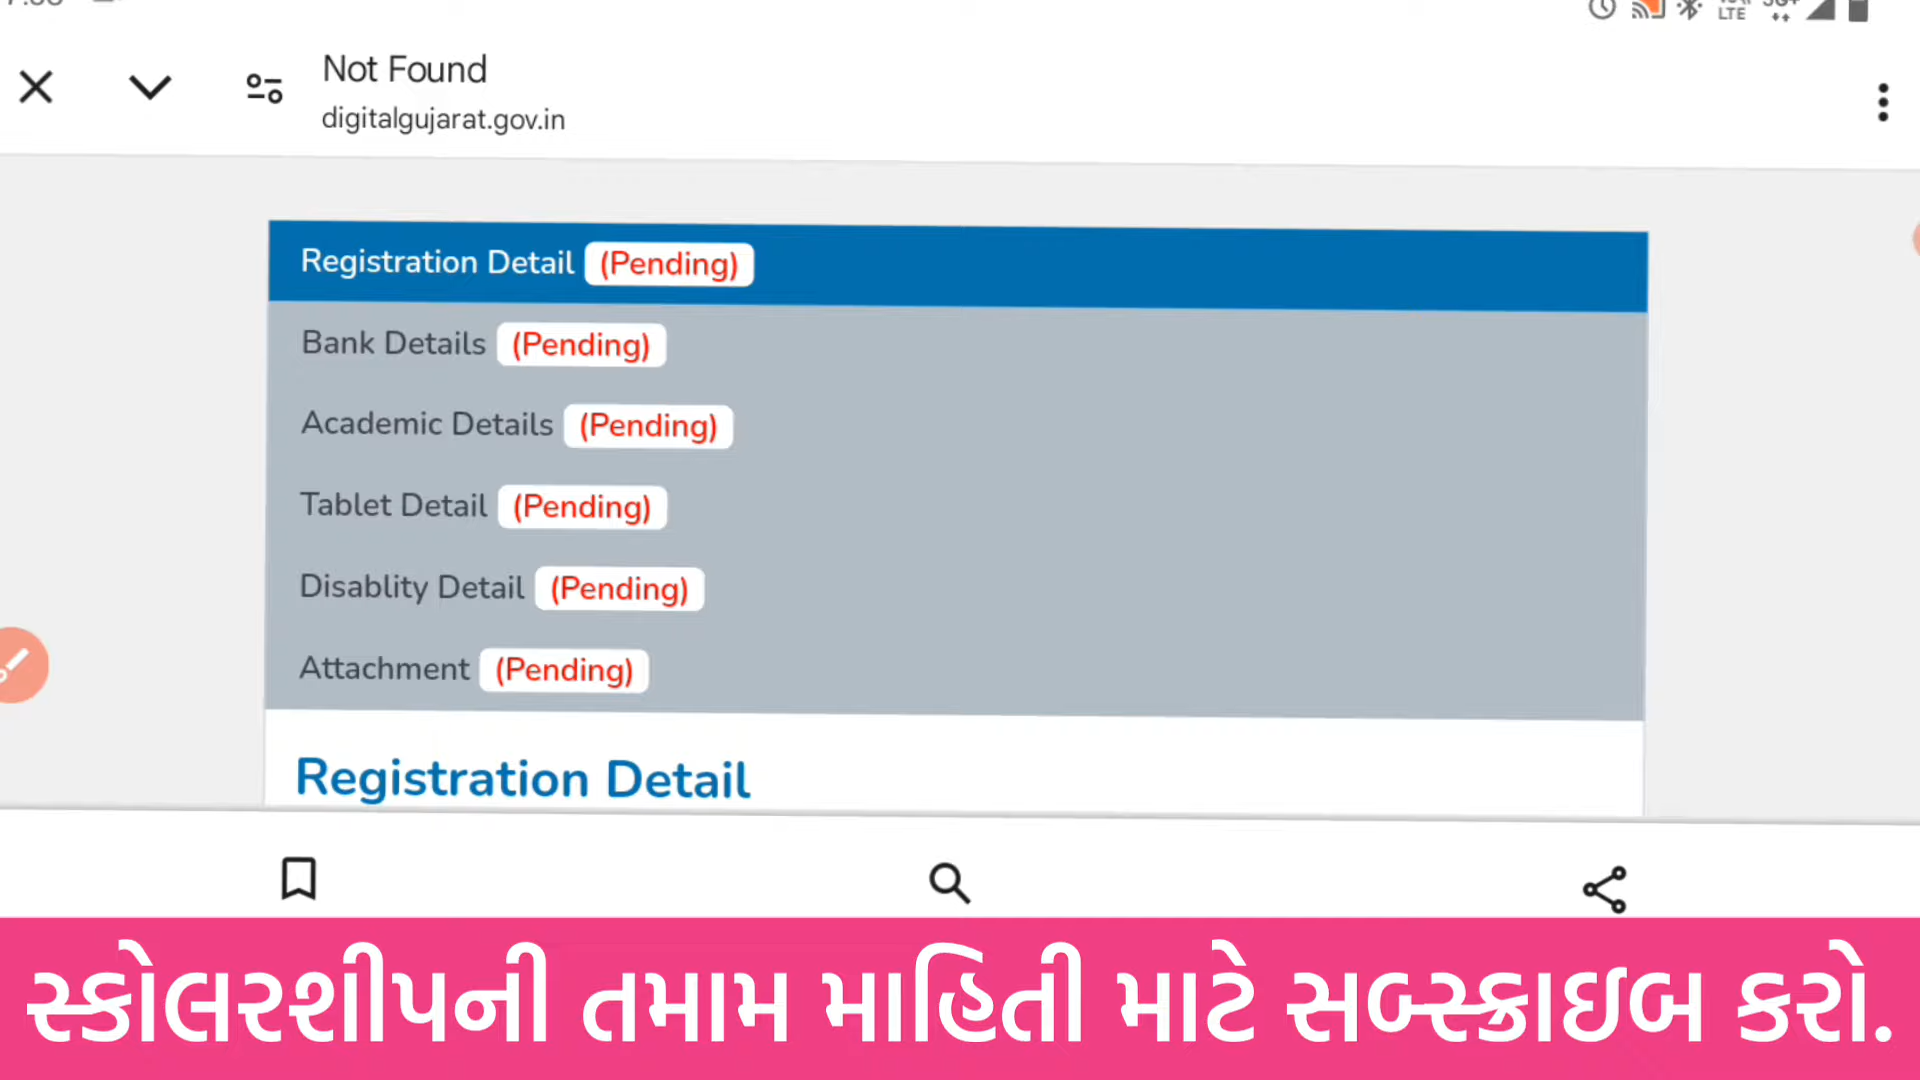 Not Found
digitalgujarat.gov.in
LTE
Registration Detail (Pending)
Bank Details (Pending)
Academic Details (Pending)
Tablet Detail (Pending)
Disablity Detail (Pending)
Attachment (Pending)
Registration Detail
સ્કોલરશીપની તમામ માહિતી માટે સબ્સ્ક્રાઇબ કરો.